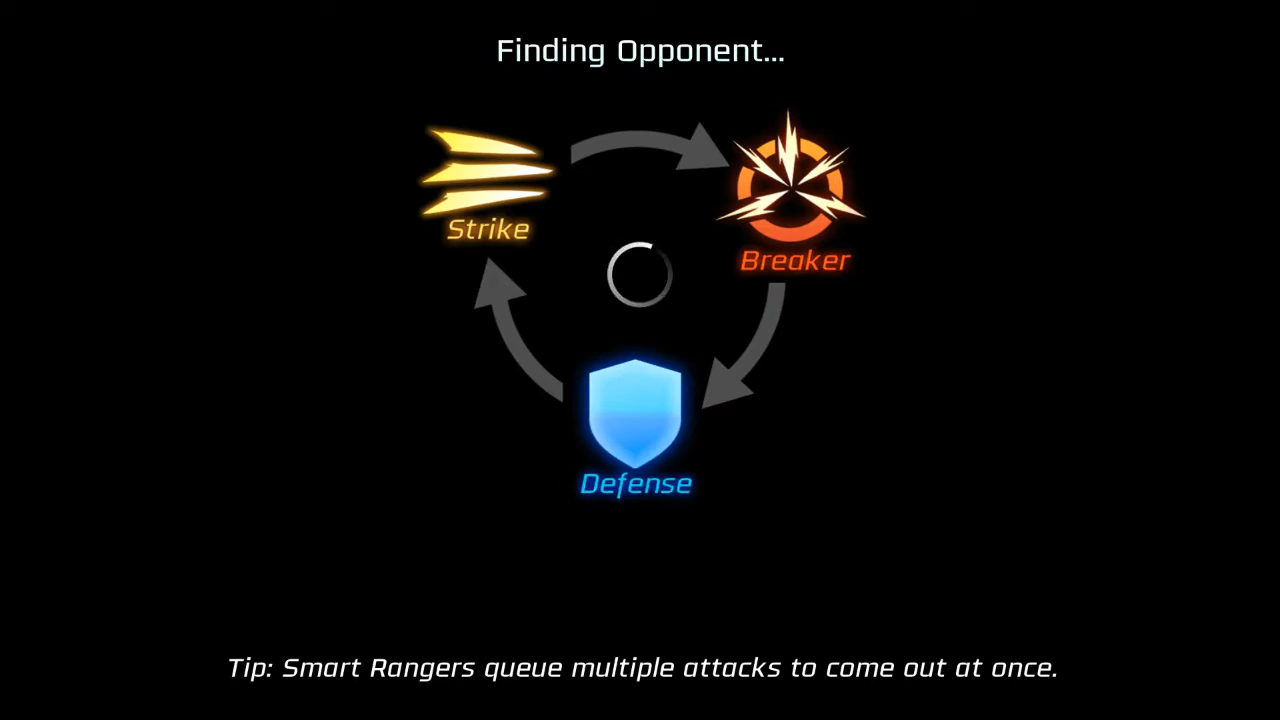 Finding Opponent...
Strike
Breaker
Defense
Tip: Smart Rangers queue multiple attacks to come out at once.